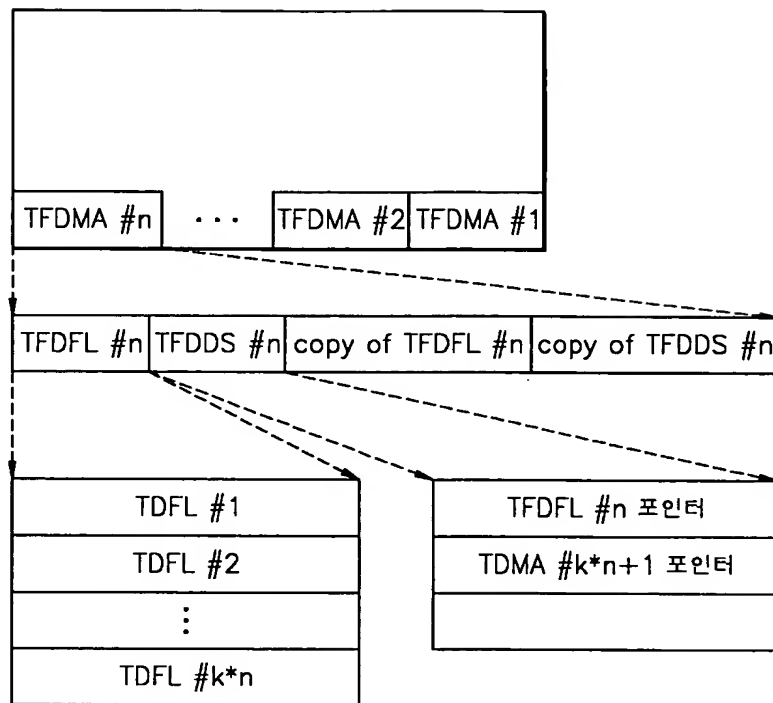 TFDMA #n ··· TFDMA #2 TFDMA #1
TFDFL #n TFDDS #n copy of TFDFL #n copy of TFDDS #n
TDFL #1
TDFL #2
⋮
TDFL #k*n
TFDFL #n 포인터
TDMA #k*n+1 포인터